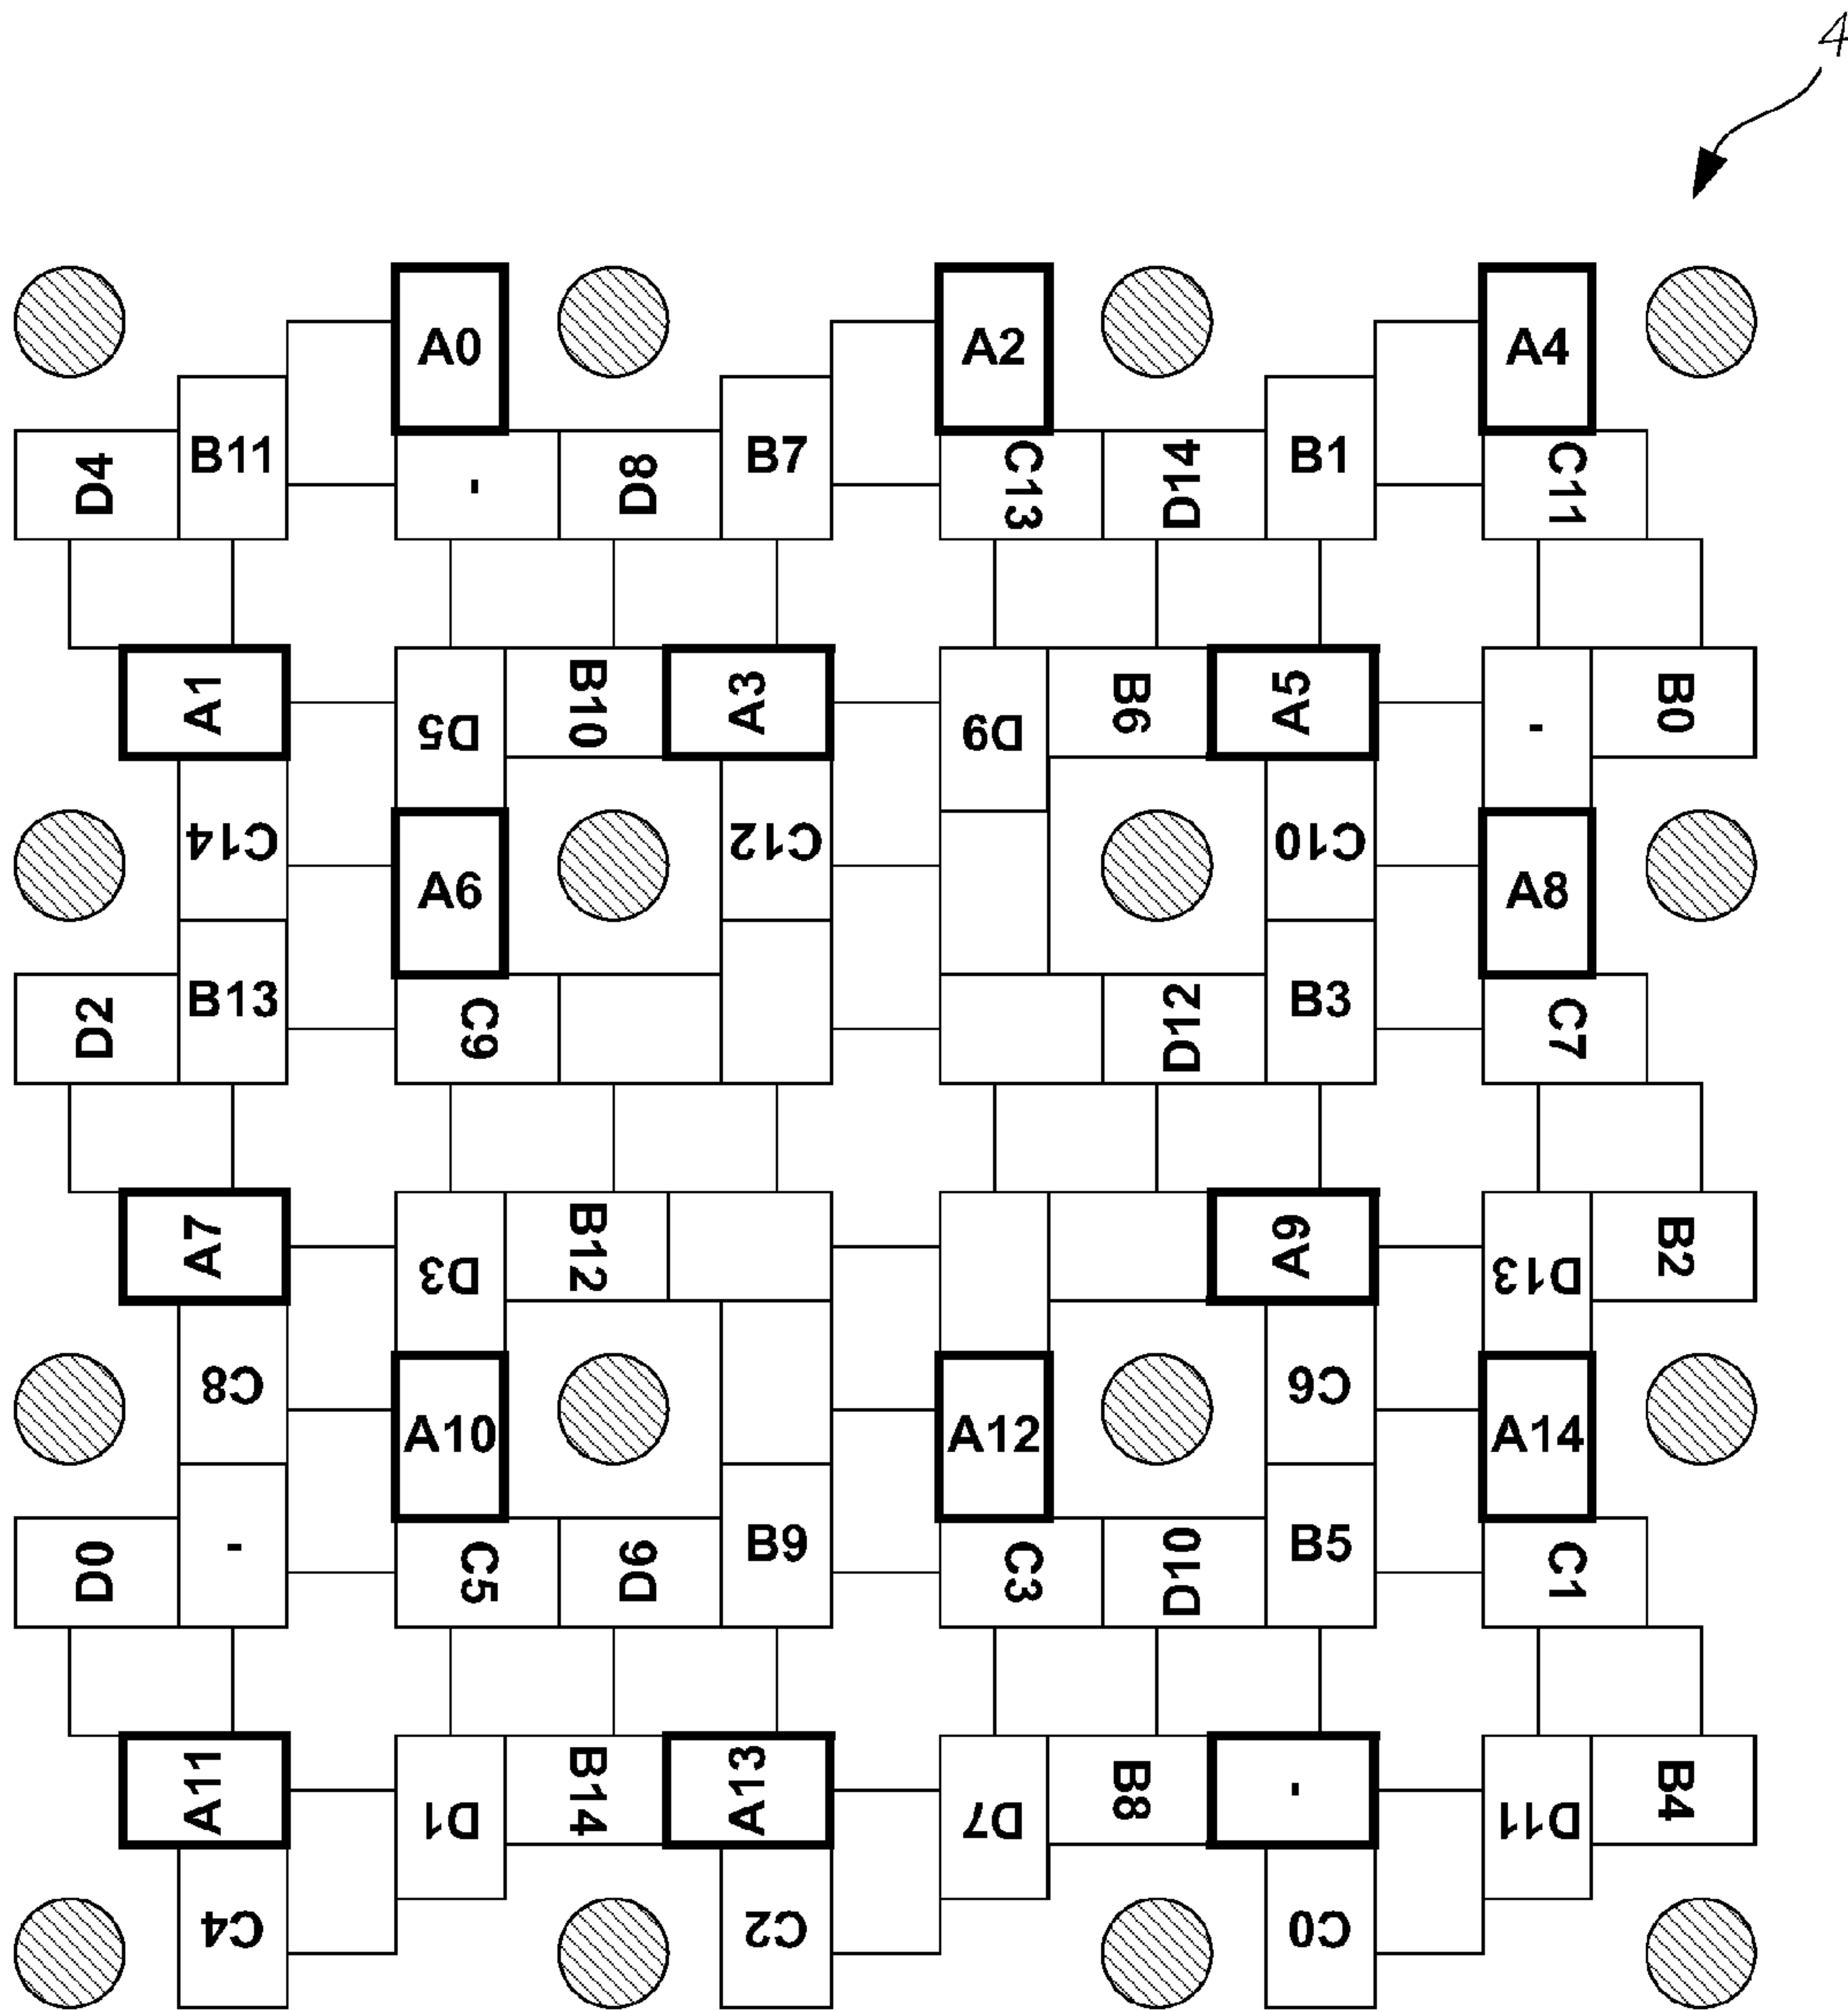 4
A0 A2 A4
D4 B11 - D8 B7 C13 D14 B1 C11
A1 D5 B10 A3 D9 B6 A5 - B0
C14 A6 C12 C10 A8
D2 B13 C9 D12 B3 C7
A7 D3 B12 A9 D13 B2
C8 A10 A12 C6 A14
D0 - C5 D6 B9 C3 D10 B5 C1
A11 D1 B14 A13 D7 B8 - D11 B4
C4 C2 C0